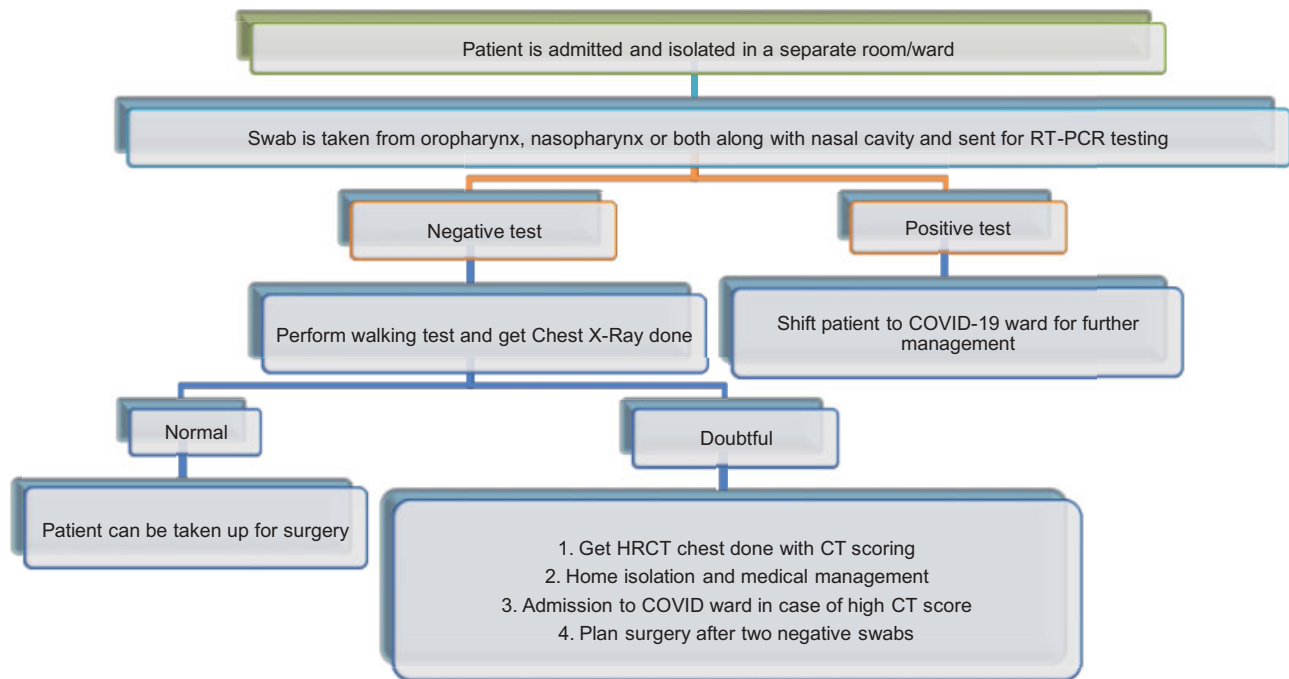 Patient is admitted and isolated in a separate room/ward
Swab is taken from oropharynx, nasopharynx or both along with nasal cavity and sent for RT-PCR testing
Negative test
Positive test
Perform walking test and get Chest X-Ray done
Shift patient to COVID-19 ward for further
management
Normal
Doubtful
Patient can be taken up for surgery
1. Get HRCT chest done with CT scoring
2. Home isolation and medical management
3. Admission to COVID ward in case of high CT score
4. Plan surgery after two negative swabs